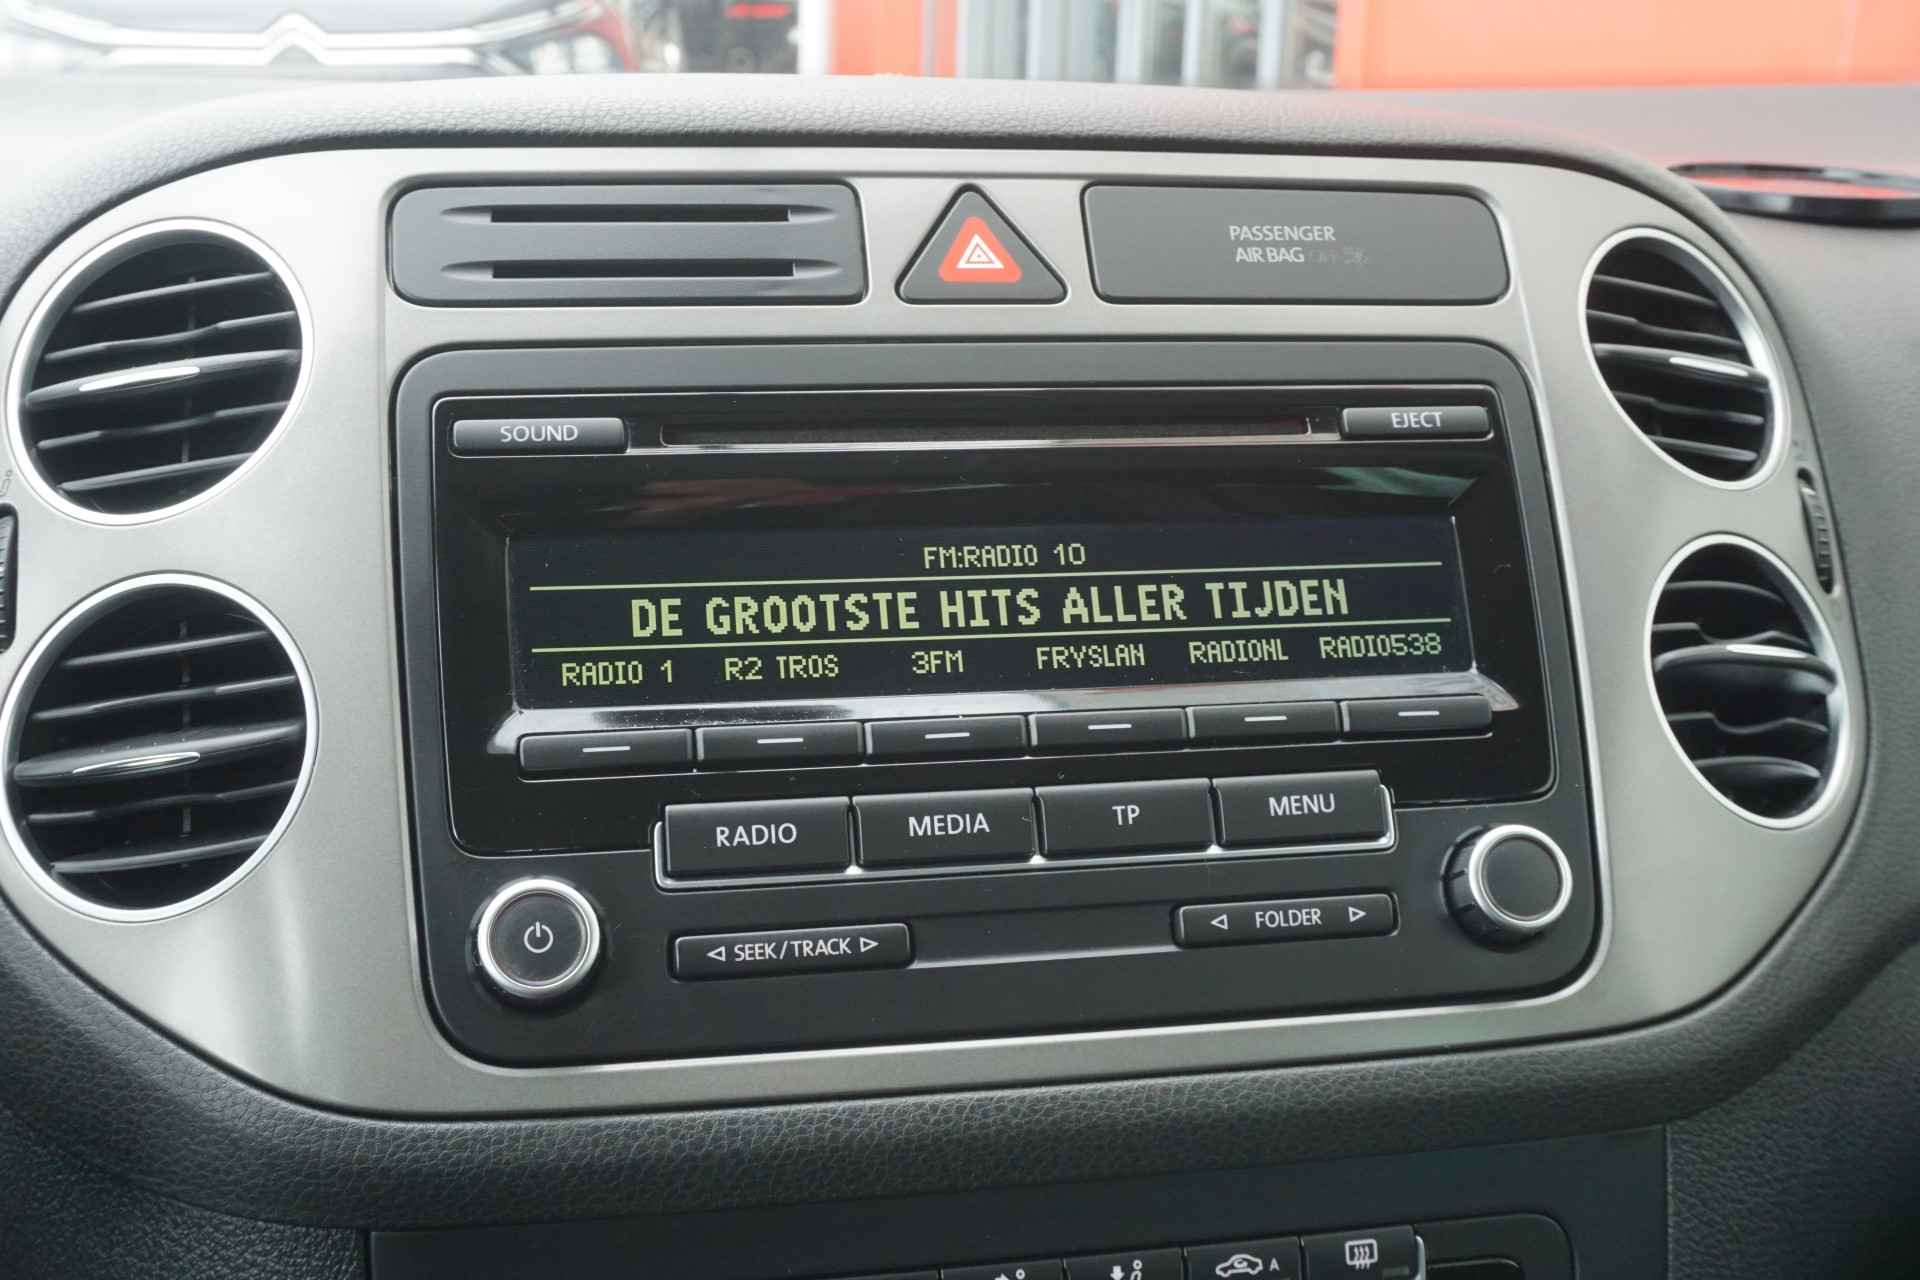 PASSENGER
AIR BAG OFF
SOUND
EJECT
FM:RADIO 10
DE GROOTSTE HITS ALLER TIJDEN
RADIO 1 R2 TROS 3FM FRYSLAN RADIONL RADIO538
RADIO MEDIA TP MENU
SEEK/TRACK
FOLDER
A